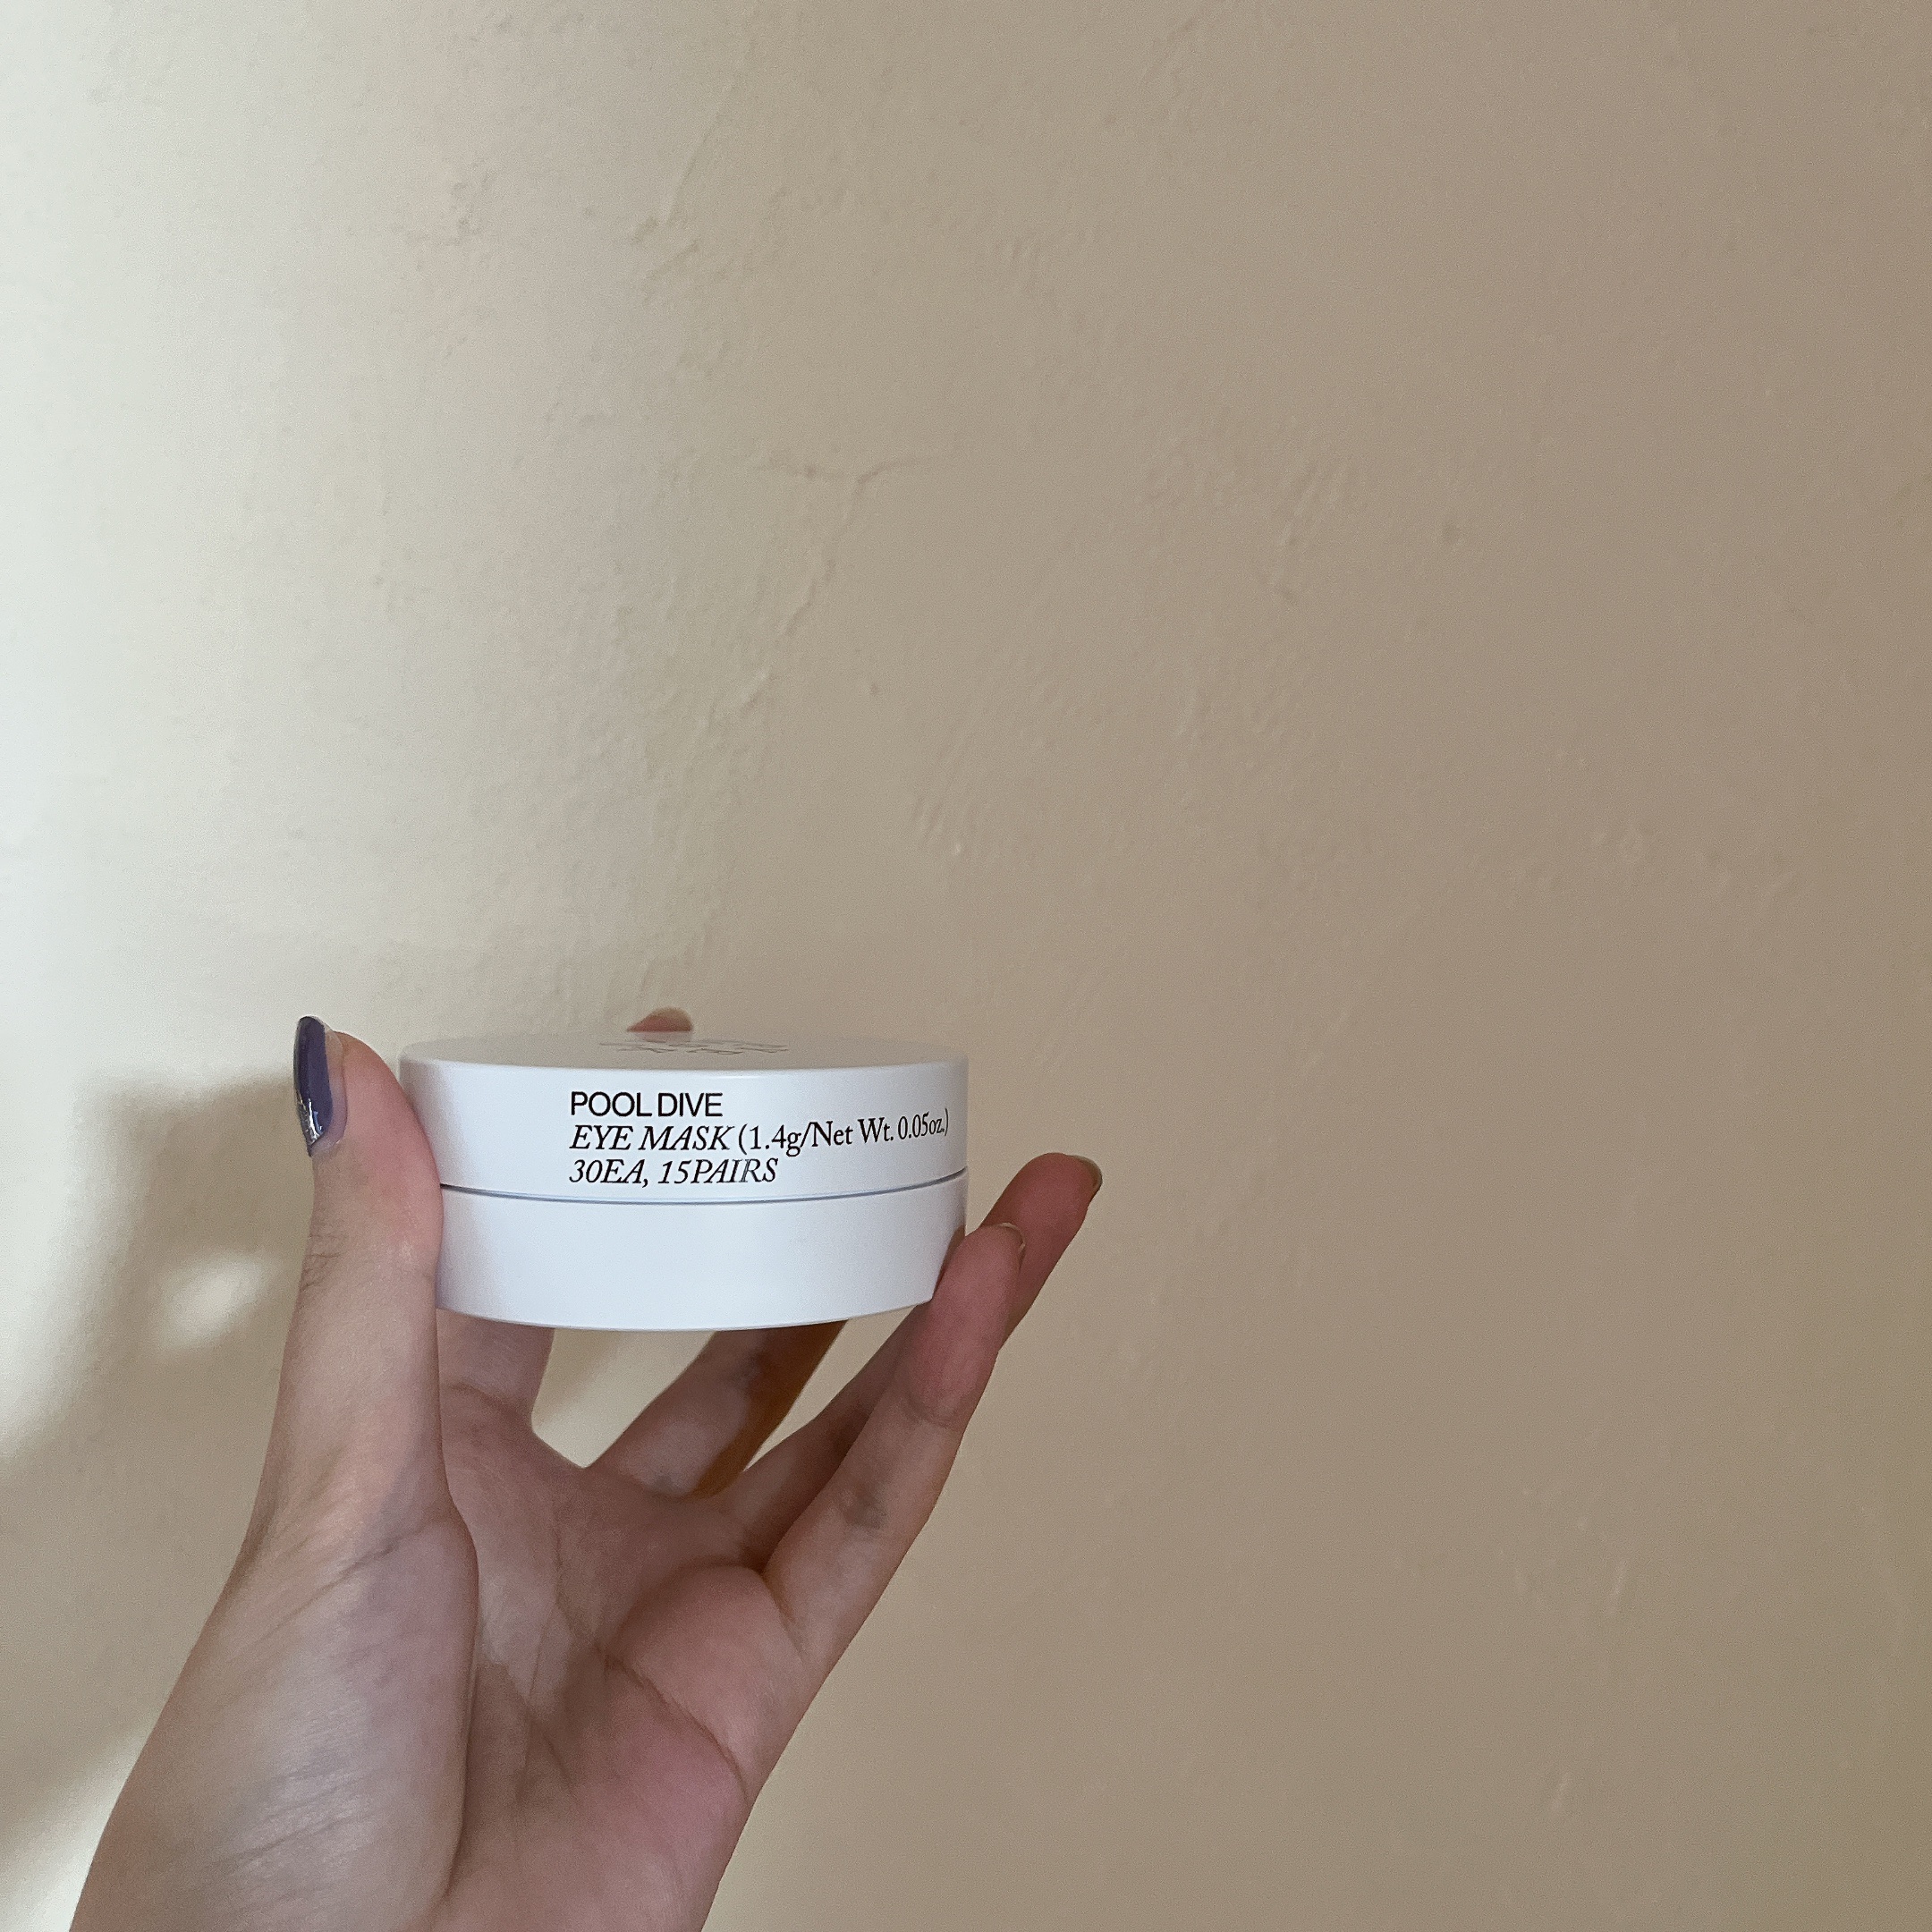 POOL DIVE
EYE MASK (1.4g/Net Wt. 0.05oz.)
30EA, 15PAIRS